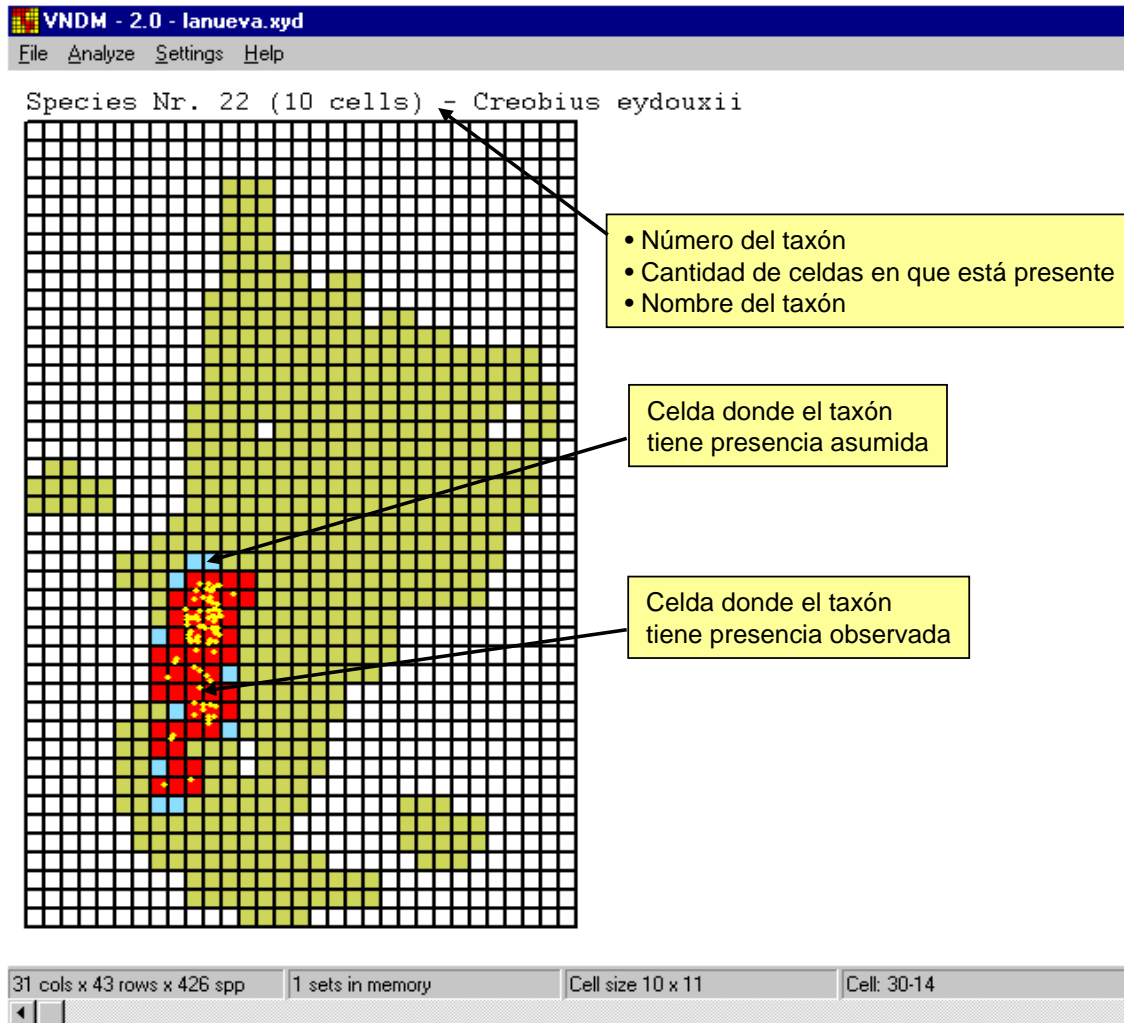 VNDM - 2.0 - lanueva.xyd
File Analyze Settings Help
Species Nr. 22 (10 cells) - Creobius eydouxii
• Número del taxón
• Cantidad de celdas en que está presente
• Nombre del taxón
Celda donde el taxón
tiene presencia asumida
Celda donde el taxón
tiene presencia observada
31 cols x 43 rows x 426 spp
1 sets in memory
Cell size 10 x 11
Cell: 30-14